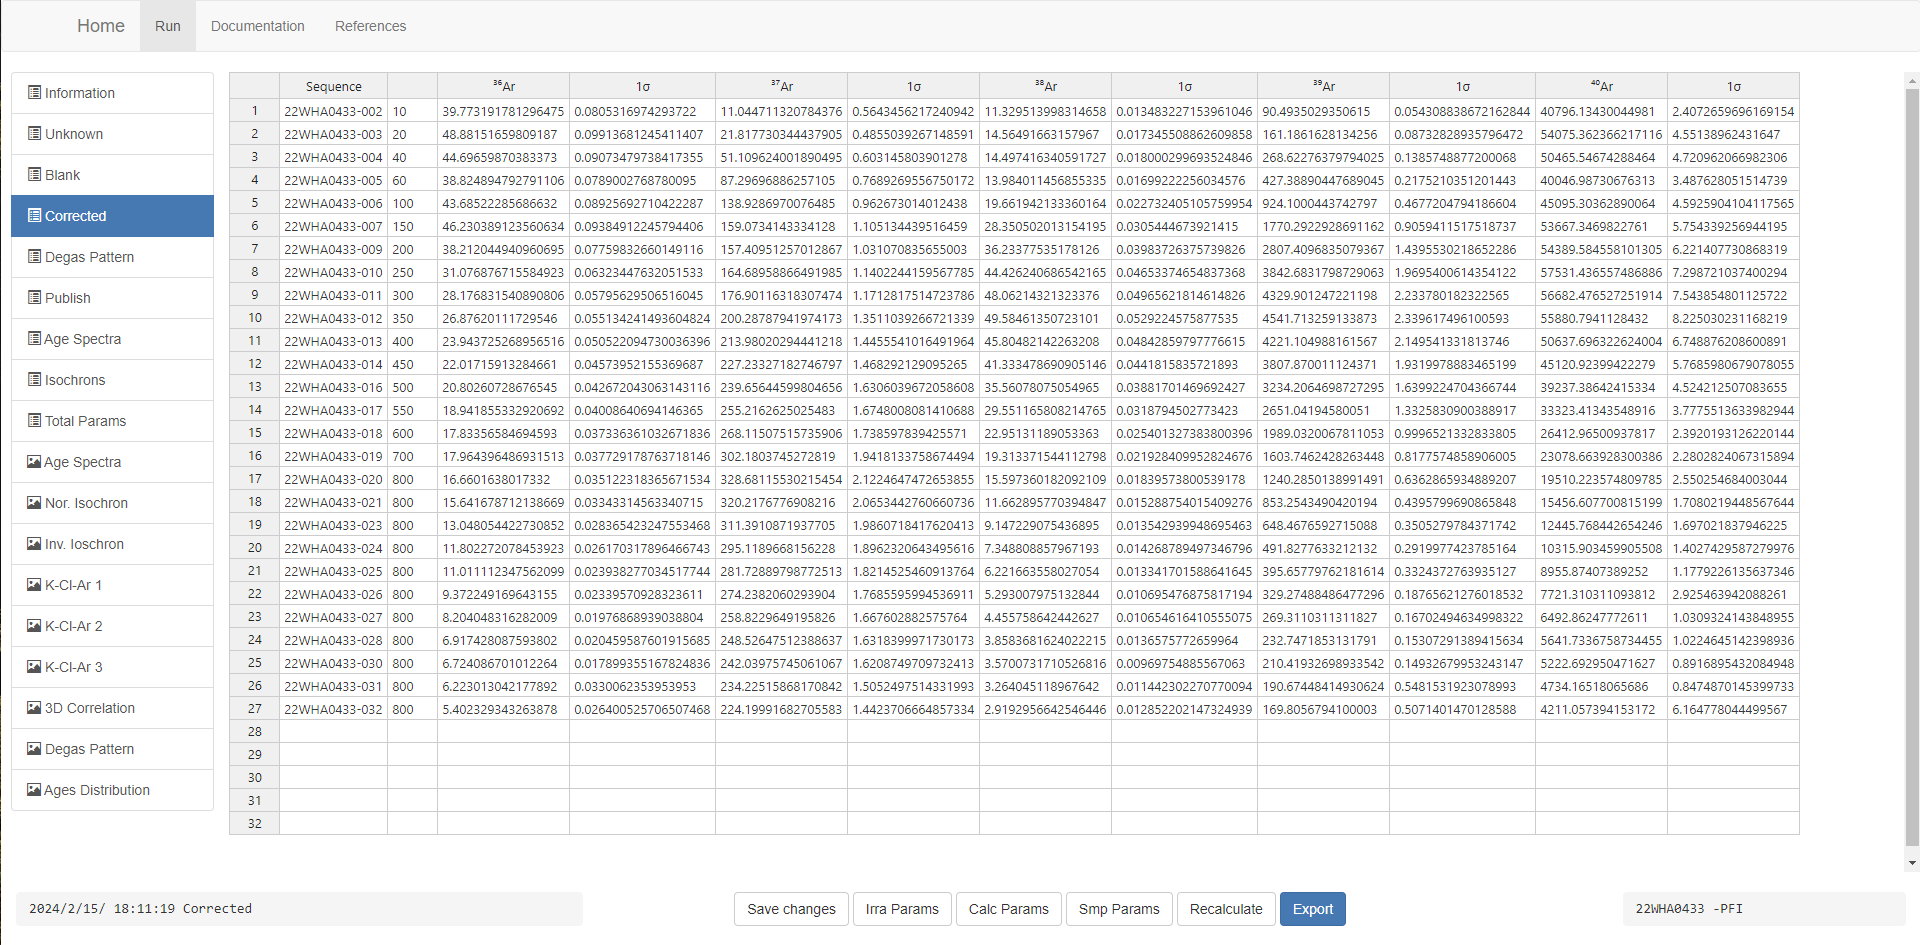 Home Run Documentation References
Information
Unknown
Blank
Corrected
Degas Pattern
Publish
Age Spectra
Isochrons
Total Params
Age Spectra
Nor. Isochron
Inv. Ioschron
K-Cl-Ar 1
K-Cl-Ar 2
K-Cl-Ar 3
3D Correlation
Degas Pattern
Ages Distribution
Sequence ³⁶Ar 1σ ³⁷Ar 1σ ³⁸Ar 1σ ³⁹Ar 1σ ⁴⁰Ar 1σ
1 22WHA0433-002 10 39.773191781296475 0.0805316974293722 11.044711320784376 0.5643456217240942 11.329513998314658 0.013483227153961046 90.4935029350615 0.054308838672162844 40796.13430044981 2.4072659696169154
2 22WHA0433-003 20 48.88151659809187 0.09913681245411407 21.817730344437905 0.4855039267148591 14.56491663157967 0.017345508862609858 161.1861628134256 0.08732828935796472 54075.362366217116 4.55138962431647
3 22WHA0433-004 40 44.69659870383373 0.09073479738417355 51.109624001890495 0.603145803901278 14.497416340591727 0.018000299693524846 268.62276379794025 0.1385748877200068 50465.54674288464 4.720962066982306
4 22WHA0433-005 60 38.824894792791106 0.0789002768780095 87.29696886257105 0.7689269556750172 13.984011456855335 0.01699222256034576 427.38890447689045 0.2175210351201443 40046.98730676313 3.487628051514739
5 22WHA0433-006 100 43.68522285686632 0.08925692710422287 138.9286970076485 0.962673014012438 19.661942133360164 0.022732405105759954 924.1000443742797 0.4677204794186604 45095.30362890064 4.5925904104117565
6 22WHA0433-007 150 46.230389123560634 0.09384912245794406 159.0734143334128 1.105134439516459 28.350502013154195 0.0305444673921415 1770.2922928691162 0.9059411517518737 53667.3469822771 5.754339256944195
7 22WHA0433-009 200 38.212044940960695 0.07759832660149116 157.40951257012867 1.031070835655003 36.23377535178126 0.03983726375739826 2807.4096835079367 1.4395530218652286 54389.584558101305 6.221407730868319
8 22WHA0433-010 250 31.076876715584923 0.06323447632051533 164.68958866491985 1.1402244159567785 44.426240686542165 0.04653374654837368 3842.6831798729063 1.9695400614354122 57531.436557486886 7.298721037400294
9 22WHA0433-011 300 28.176831540890806 0.05795629506516045 176.90116318307474 1.1712817514723786 48.06214321323376 0.04965621814614826 4329.901247221198 2.233780182322565 56682.476527251914 7.543854801125722
10 22WHA0433-012 350 26.87620111729546 0.055134241493604824 200.28787941974173 1.3511039266721339 49.58461350723101 0.0529224575877535 4541.713259133873 2.339617496100593 55880.7941128432 8.225030231168219
11 22WHA0433-013 400 23.943725268956516 0.050522094730036396 213.98020294441218 1.4455541016491964 45.80482142263208 0.04842859797776615 4221.104988161567 2.149541331813746 50637.696322624004 6.748876208600891
12 22WHA0433-014 450 22.01715913284661 0.04573952155369687 227.23327182746797 1.468292129095265 41.333478690905146 0.0441815835721893 3807.870011124371 1.9319978883465199 45120.92399422279 5.7685980679078055
13 22WHA0433-016 500 20.80260728676545 0.042672043063143116 239.65644599804656 1.6306039672058608 35.56078075054965 0.03881701469692427 3234.2064698727295 1.6399224704366744 39237.38642415334 4.524212507083655
14 22WHA0433-017 550 18.941855332920692 0.04008640694146365 255.2162625025483 1.6748008081410688 29.551165808214765 0.0318794502773423 2651.04194580051 1.3325830900388917 33323.41343548916 3.7775513633982944
15 22WHA0433-018 600 17.83356584694593 0.037336361032671836 268.11507515735906 1.738597839425571 22.95131189053363 0.025401327383800396 1989.0320067811053 0.9996521332833805 26412.96500937817 2.3920193126220144
16 22WHA0433-019 700 17.964396486931513 0.037729178763718146 302.1803745272819 1.9418133758674494 19.313371544112798 0.021928409952824676 1603.7462428263448 0.8177574858906005 23078.663928300386 2.2802824067315894
17 22WHA0433-020 800 16.6601638017332 0.035122318365671534 328.68115530215454 2.1224647472653855 15.597360182092109 0.01839573800539178 1240.2850138991491 0.6362865934889207 19510.223574809785 2.550254684003044
18 22WHA0433-021 800 15.641678712138669 0.03343314563340715 320.2176776908216 2.0653442760660736 11.662895770394847 0.015288754015409276 853.2543490420194 0.4395799690865848 15456.607700815199 1.7080219448567644
19 22WHA0433-023 800 13.048054422730852 0.028365423247553468 311.3910871937705 1.9860718417620413 9.147229075436895 0.013542939948695463 648.4676592715088 0.3505279784371742 12445.768442654246 1.697021837946225
20 22WHA0433-024 800 11.802272078453923 0.026170317896466743 295.1189668156228 1.8962320643495616 7.348808857967193 0.014268789497346796 491.8277633212132 0.2919977423785164 10315.903459905508 1.4027429587279976
21 22WHA0433-025 800 11.011112347562099 0.023938277034517744 281.72889798772513 1.8214525460913764 6.221663558027054 0.013341701588641645 395.65779762181614 0.3324372763935127 8955.87407389252 1.1779226135637346
22 22WHA0433-026 800 9.372249169643155 0.02339570928323611 274.2382060293904 1.7685595994536911 5.293007975132844 0.010695476875817194 329.27488486477296 0.18765621276018532 7721.310311093812 2.925463942088261
23 22WHA0433-027 800 8.204048316282009 0.01976868939038804 258.8229649195826 1.667602882575764 4.455758642442627 0.010654616410555075 269.3110311311827 0.16702494634998322 6492.86247772611 1.0309324143848955
24 22WHA0433-028 800 6.917428087593802 0.020459587601915685 248.52647512388637 1.6318399971730173 3.8583681624022215 0.0136575772659964 232.7471853131791 0.15307291389415634 5641.7336758734455 1.0224645142398936
25 22WHA0433-030 800 6.724086701012264 0.017899355167824836 242.03975745061067 1.6208749709732413 3.5700731710526816 0.00969754885567063 210.41932698933542 0.14932679953243147 5222.692950471627 0.8916895432084948
26 22WHA0433-031 800 6.223013042177892 0.0330062353953953 234.22515868170842 1.5052497514331993 3.264045118967642 0.011442302270770094 190.67448414930624 0.5481531923078993 4734.16518065686 0.8474870145399733
27 22WHA0433-032 800 5.402329343263878 0.026400525706507468 224.19991682705583 1.4423706664857334 2.9192956642546446 0.012852202147324939 169.8056794100003 0.5071401470128588 4211.057394153172 6.164778044499567
28
29
30
31
32
2024/2/15/ 18:11:19 Corrected
Save changes Irra Params Calc Params Smp Params Recalculate Export
22WHA0433 -PFI